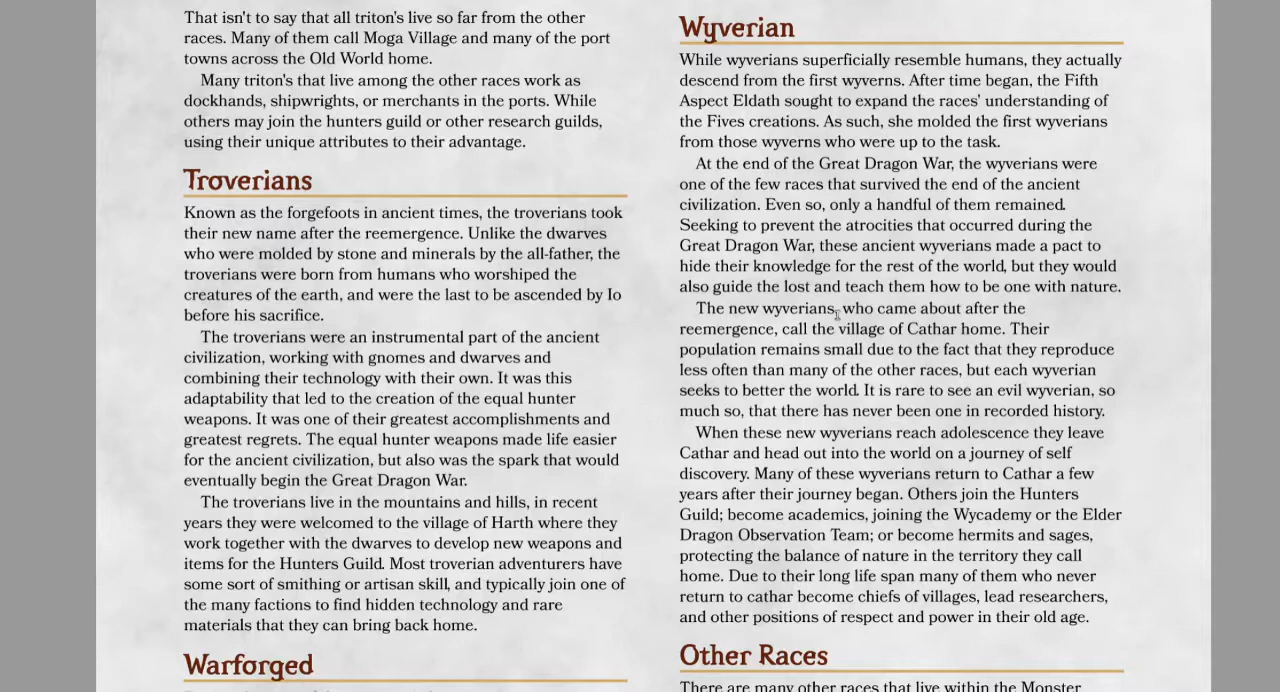 That isn't to say that all triton's live so far from the other
races. Many of them call Moga Village and many of the port
towns across the Old World home.
Many triton's that live among the other races work as
dockhands, shipwrights, or merchants in the ports. While
others may join the hunters guild or other research guilds,
using their unique attributes to their advantage.
Troverians
Known as the forgefoots in ancient times, the troverians took
their new name after the reemergence. Unlike the dwarves
who were molded by stone and minerals by the all-father, the
troverians were born from humans who worshiped the
creatures of the earth, and were the last to be ascended by Io
before his sacrifice.
The troverians were an instrumental part of the ancient
civilization, working with gnomes and dwarves and
combining their technology with their own. It was this
adaptability that led to the creation of the equal hunter
weapons. It was one of their greatest accomplishments and
greatest regrets. The equal hunter weapons made life easier
for the ancient civilization, but also was the spark that would
eventually begin the Great Dragon War.
The troverians live in the mountains and hills, in recent
years they were welcomed to the village of Harth where they
work together with the dwarves to develop new weapons and
items for the Hunters Guild. Most troverian adventurers have
some sort of smithing or artisan skill, and typically join one of
the many factions to find hidden technology and rare
materials that they can bring back home.
Warforged
Wyverian
While wyverians superficially resemble humans, they actually
descend from the first wyverns. After time began, the Fifth
Aspect Eldath sought to expand the races' understanding of
the Fives creations. As such, she molded the first wyverians
from those wyverns who were up to the task.
At the end of the Great Dragon War, the wyverians were
one of the few races that survived the end of the ancient
civilization. Even so, only a handful of them remained.
Seeking to prevent the atrocities that occurred during the
Great Dragon War, these ancient wyverians made a pact to
hide their knowledge for the rest of the world, but they would
also guide the lost and teach them how to be one with nature.
The new wyverians, who came about after the
reemergence, call the village of Cathar home. Their
population remains small due to the fact that they reproduce
less often than many of the other races, but each wyverian
seeks to better the world. It is rare to see an evil wyverian, so
much so, that there has never been one in recorded history.
When these new wyverians reach adolescence they leave
Cathar and head out into the world on a journey of self
discovery. Many of these wyverians return to Cathar a few
years after their journey began. Others join the Hunters
Guild; become academics, joining the Wycademy or the Elder
Dragon Observation Team; or become hermits and sages,
protecting the balance of nature in the territory they call
home. Due to their long life span many of them who never
return to cathar become chiefs of villages, lead researchers,
and other positions of respect and power in their old age.
Other Races
There are many other races that live within the Monster